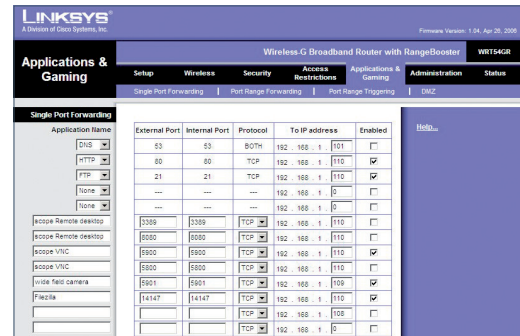 LINKSYS®
A Division of Cisco Systems, Inc.
Firmware Version: 1.04, Apr 26, 2006
Wireless-G Broadband Router with RangeBooster WRT54GR
Applications & Gaming
Setup Wireless Security Access Restrictions Applications & Gaming Administration Status
Single Port Forwarding | Port Range Forwarding | Port Range Triggering | DMZ
Single Port Forwarding
Help...
Application Name External Port Internal Port Protocol To IP address Enabled
DNS 53 53 BOTH 192 . 168 . 1 . 101
HTTP 80 80 TCP 192 . 168 . 1 . 110
FTP 21 21 TCP 192 . 168 . 1 . 110
None --- --- --- 192 . 168 . 1 . 0
None --- --- --- 192 . 168 . 1 . 0
scope Remote desktop 3389 3389 TCP 192 . 168 . 1 . 110
scope Remote desktop 8080 8080 TCP 192 . 168 . 1 . 110
scope VNC 5900 5900 TCP 192 . 168 . 1 . 110
scope VNC 5800 5800 TCP 192 . 168 . 1 . 110
wide field camera 5901 5901 TCP 192 . 168 . 1 . 109
Filezilla 14147 14147 TCP 192 . 168 . 1 . 110
TCP 192 . 168 . 1 . 108
TCP 192 . 168 . 1 . 0